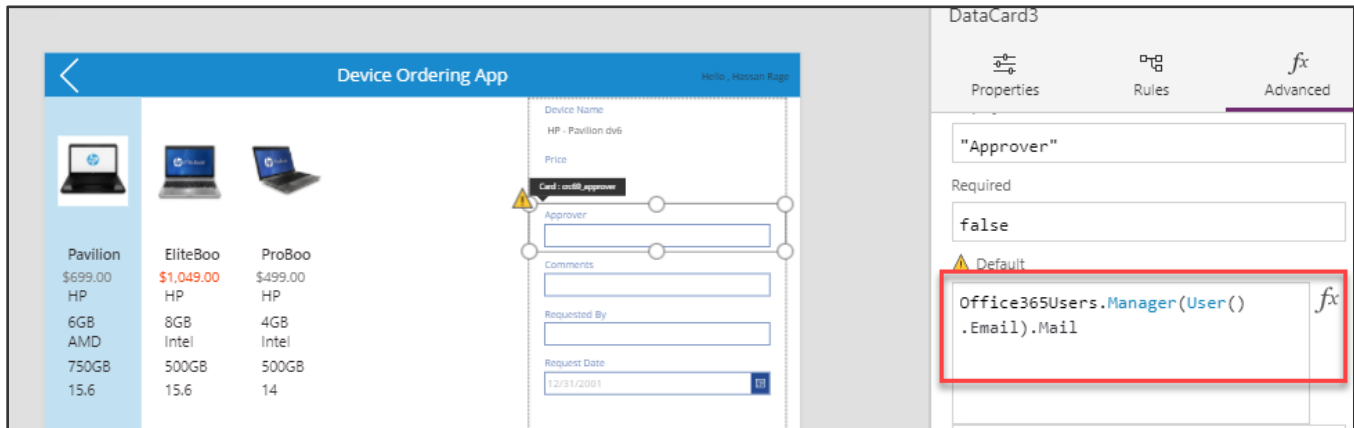 DataCard3
Device Ordering App
Hello , Hassan Rage
Properties
Rules
fx
Advanced
Device Name
HP - Pavilion dv6
Price
Card : crc69_approver
Approver
Comments
Requested By
Request Date
12/31/2001
Pavilion
$699.00
HP
6GB
AMD
750GB
15.6
EliteBoo
$1,049.00
HP
8GB
Intel
500GB
15.6
ProBoo
$499.00
HP
4GB
Intel
500GB
14
"Approver"
Required
false
Default
Office365Users.Manager(User()
.Email).Mail
fx